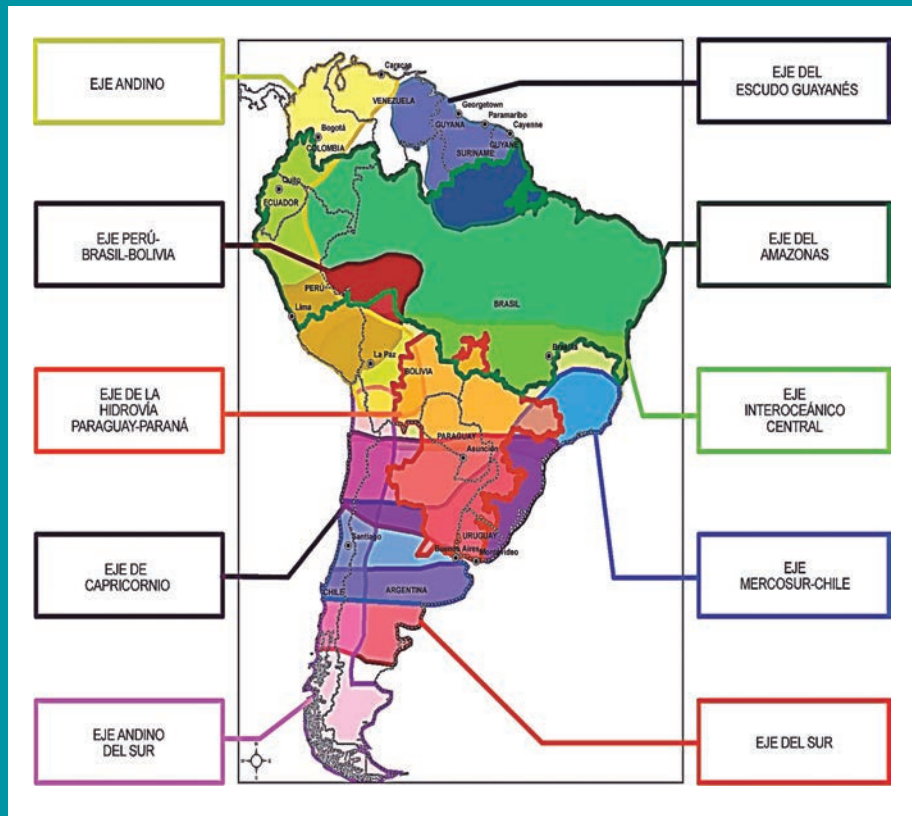 EJE ANDINO
EJE PERÚ-
BRASIL-BOLIVIA
EJE DE LA
HIDROVÍA
PARAGUAY-PARANÁ
EJE DE
CAPRICORNIO
EJE ANDINO
DEL SUR
Caracas
VENEZUELA
Georgetown
Paramaribo
GUYANA
Cayenne
GUYANE
SURINAME
Bogotá
COLOMBIA
Quito
ECUADOR
PERÚ
BRASIL
Lima
La Paz
BOLIVIA
PARAGUAY
Asunción
URUGUAY
Santiago
Buenos Aires
Montevideo
CHILE
ARGENTINA
EJE DEL
ESCUDO GUAYANÉS
EJE DEL
AMAZONAS
EJE
INTEROCEÁNICO
CENTRAL
EJE
MERCOSUR-CHILE
EJE DEL SUR